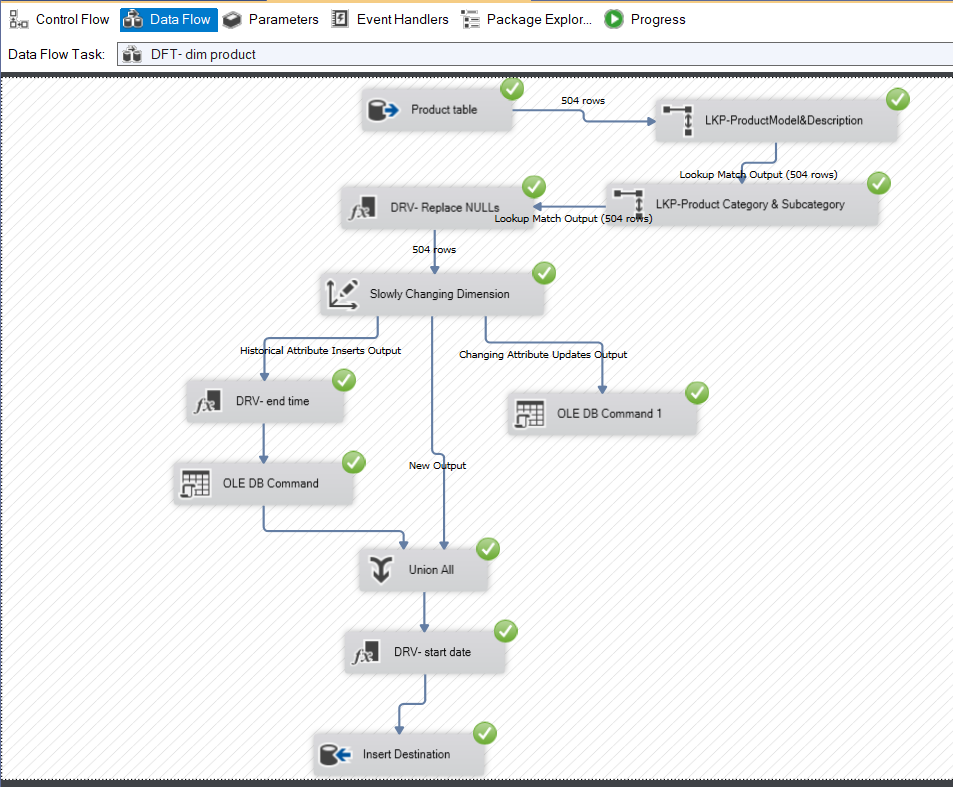 Control Flow
Data Flow
Parameters
Event Handlers
Package Explor...
Progress
Data Flow Task:
DFT- dim product
Product table
504 rows
LKP-ProductModel&Description
Lookup Match Output (504 rows)
LKP-Product Category & Subcategory
Lookup Match Output (504 rows)
DRV- Replace NULLs
504 rows
Slowly Changing Dimension
Historical Attribute Inserts Output
Changing Attribute Updates Output
DRV- end time
OLE DB Command 1
New Output
OLE DB Command
Union All
DRV- start date
Insert Destination